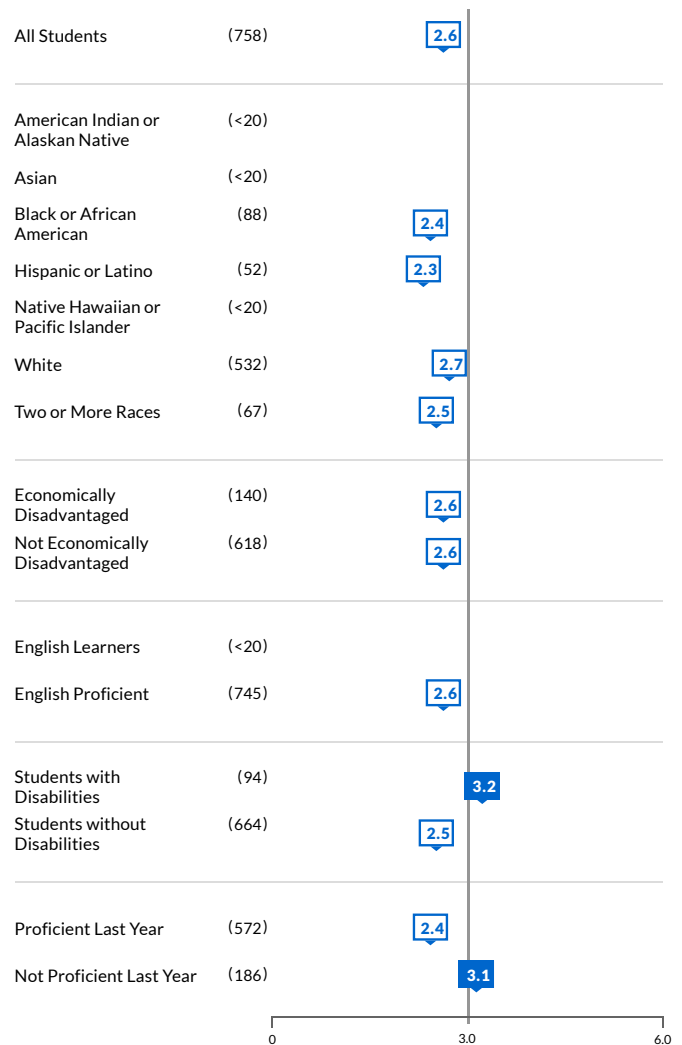 All Students (758) 2.6
American Indian or (<20)
Alaskan Native
Asian (<20)
Black or African (88) 2.4
American
Hispanic or Latino (52) 2.3
Native Hawaiian or (<20)
Pacific Islander
White (532) 2.7
Two or More Races (67) 2.5
Economically (140) 2.6
Disadvantaged
Not Economically (618) 2.6
Disadvantaged
English Learners (<20)
English Proficient (745) 2.6
Students with (94) 3.2
Disabilities
Students without (664) 2.5
Disabilities
Proficient Last Year (572) 2.4
Not Proficient Last Year (186) 3.1
0 3.0 6.0